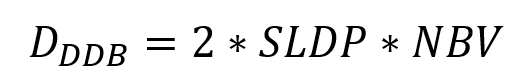 D_DDB = 2 * SLDP * NBV